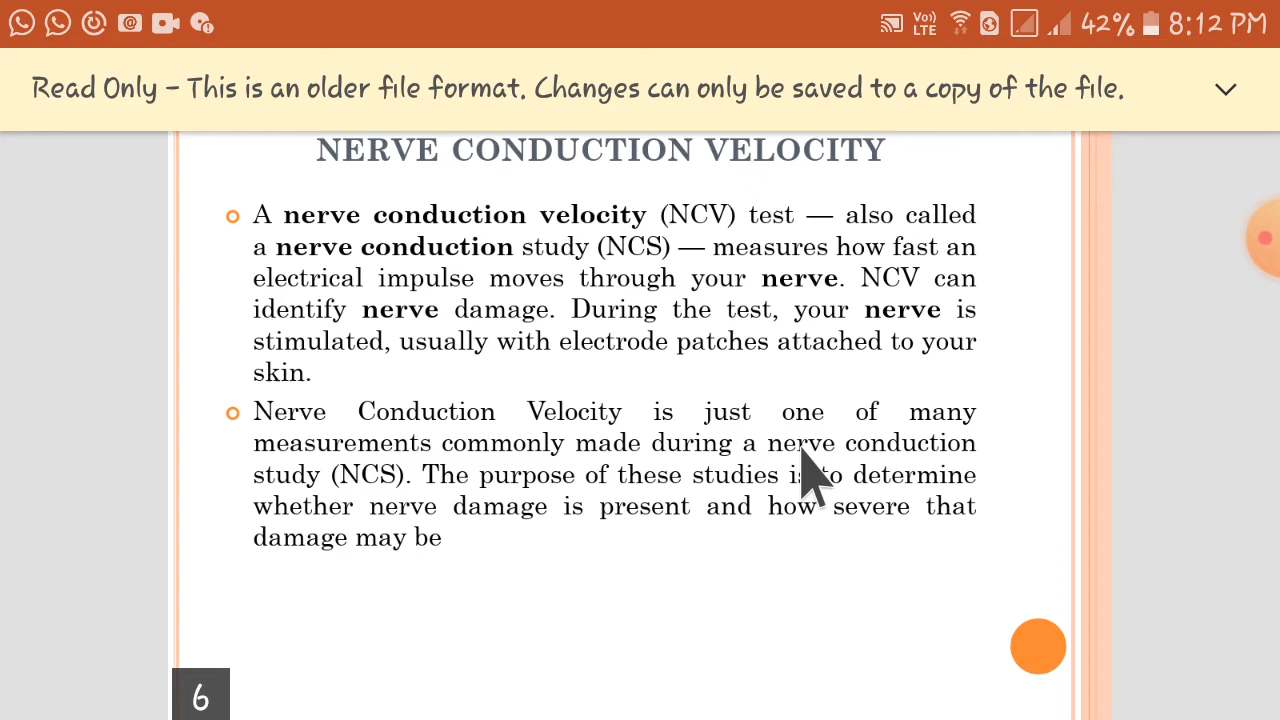 42% 8:12 PM
Read Only – This is an older file format. Changes can only be saved to a copy of the file.
NERVE CONDUCTION VELOCITY
A nerve conduction velocity (NCV) test — also called
a nerve conduction study (NCS) — measures how fast an
electrical impulse moves through your nerve. NCV can
identify nerve damage. During the test, your nerve is
stimulated, usually with electrode patches attached to your
skin.
Nerve Conduction Velocity is just one of many
measurements commonly made during a nerve conduction
study (NCS). The purpose of these studies is to determine
whether nerve damage is present and how severe that
damage may be
6